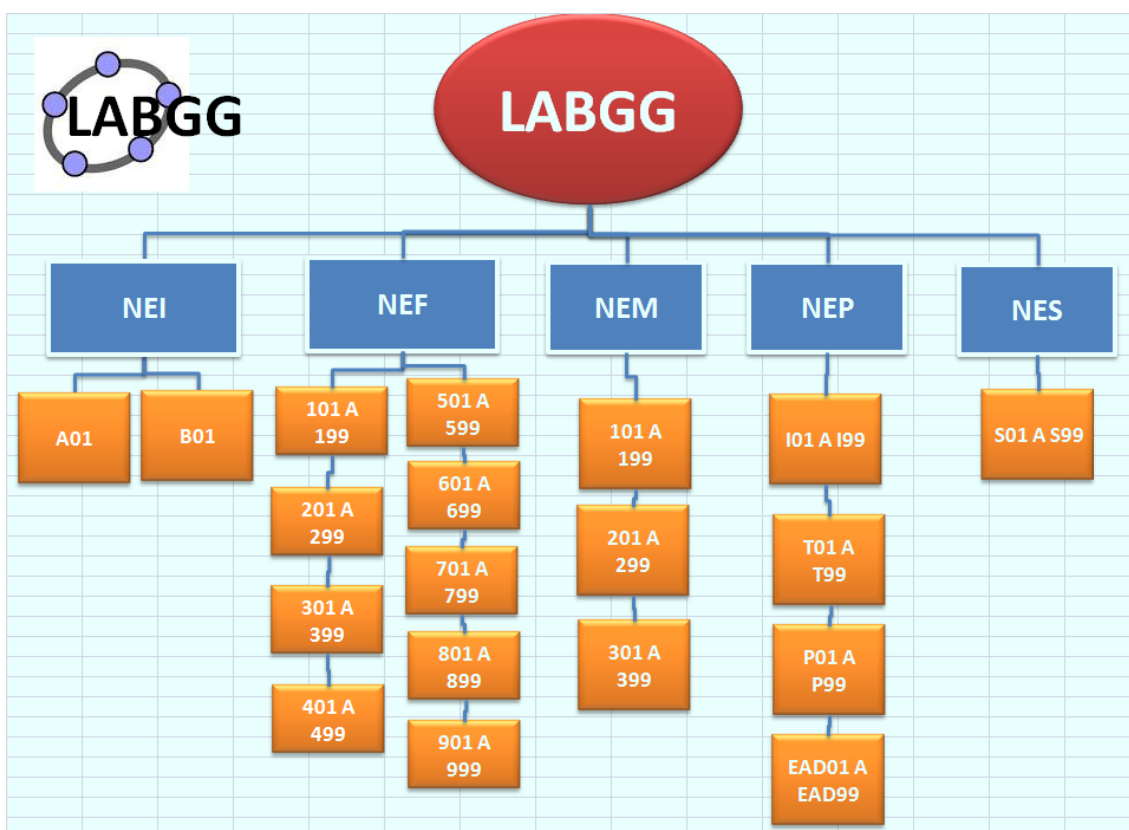 LABGG
LABGG
NEI
NEF
NEM
NEP
NES
A01
B01
101 A
199
201 A
299
301 A
399
401 A
499
501 A
599
601 A
699
701 A
799
801 A
899
901 A
999
101 A
199
201 A
299
301 A
399
I01 A I99
T01 A
T99
P01 A
P99
EAD01 A
EAD99
S01 A S99